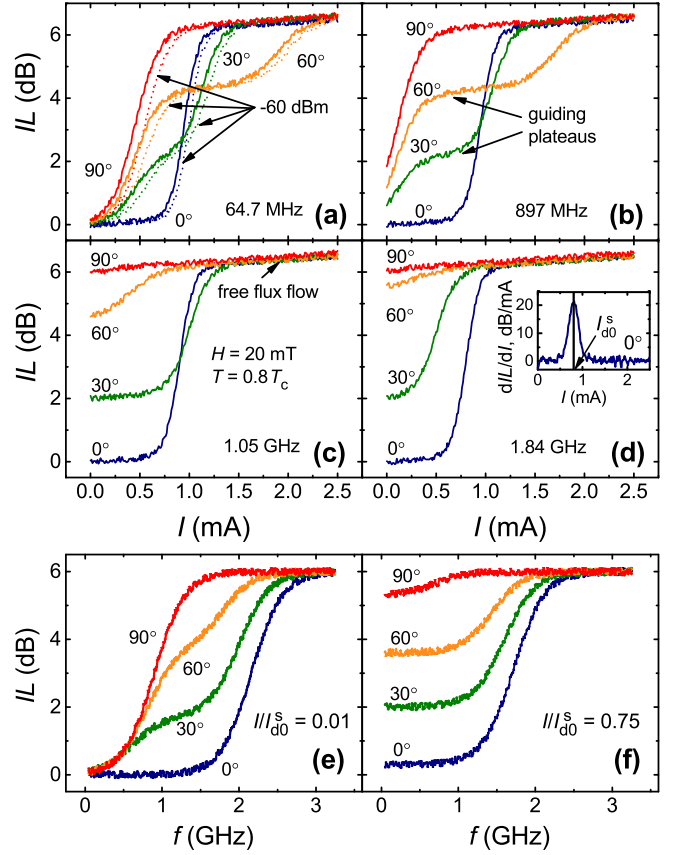 6
4
2
0
IL (dB)
30°
60°
-60 dBm
90°
0°
64.7 MHz
(a)
90°
60°
guiding
plateaus
30°
0°
897 MHz
(b)
6
4
2
0
IL (dB)
90°
free flux flow
60°
H = 20 mT
T = 0.8T_c
30°
0°
1.05 GHz
(c)
0.0 0.5 1.0 1.5 2.0 2.5
I (mA)
90°
60°
30°
0°
1.84 GHz
(d)
dIL/dI, dB/mA
20
15
10
5
0
I^s_d0
0°
0 1 2
I (mA)
0.0 0.5 1.0 1.5 2.0 2.5
I (mA)
6
4
2
0
IL (dB)
90°
60°
30°
0°
I/I^s_d0 = 0.01
(e)
0 1 2 3
f (GHz)
90°
60°
30°
0°
I/I^s_d0 = 0.75
(f)
0 1 2 3
f (GHz)